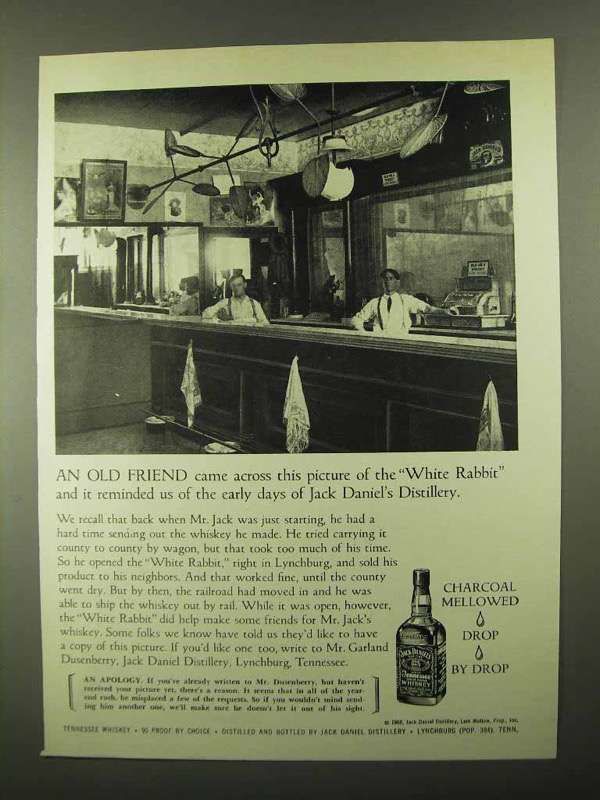 AN OLD FRIEND came across this picture of the "White Rabbit"
and it reminded us of the early days of Jack Daniel's Distillery.
We recall that back when Mr. Jack was just starting, he had a
hard time sending out the whiskey he made. He tried carrying it
county to county by wagon, but that took too much of his time.
So he opened the "White Rabbit," right in Lynchburg, and sold his
product to his neighbors. And that worked fine, until the county
went dry. But by then, the railroad had moved in and he was
able to ship the whiskey out by rail. While it was open, however,
the "White Rabbit" did help make some friends for Mr. Jack's
whiskey. Some folks we know have told us they'd like to have
a copy of this picture. If you'd like one too, write to Mr. Garland
Dusenberry, Jack Daniel Distillery, Lynchburg, Tennessee.
CHARCOAL
MELLOWED
DROP
BY DROP
JACK DANIEL'S
Tennessee
WHISKEY
AN APOLOGY. If you've already written to Mr. Dusenberry, but haven't
received your picture yet, there's a reason. It seems that in all of the year-
end rush, he misplaced a few of the requests. So if you wouldn't mind send-
ing him another one, we'll make sure he doesn't let it out of his sight.
Jack Daniel Distillery, Lem Motlow, Prop., Inc.
TENNESSEE WHISKEY • 90 PROOF BY CHOICE • DISTILLED AND BOTTLED BY JACK DANIEL DISTILLERY • LYNCHBURG (POP. 384), TENN.